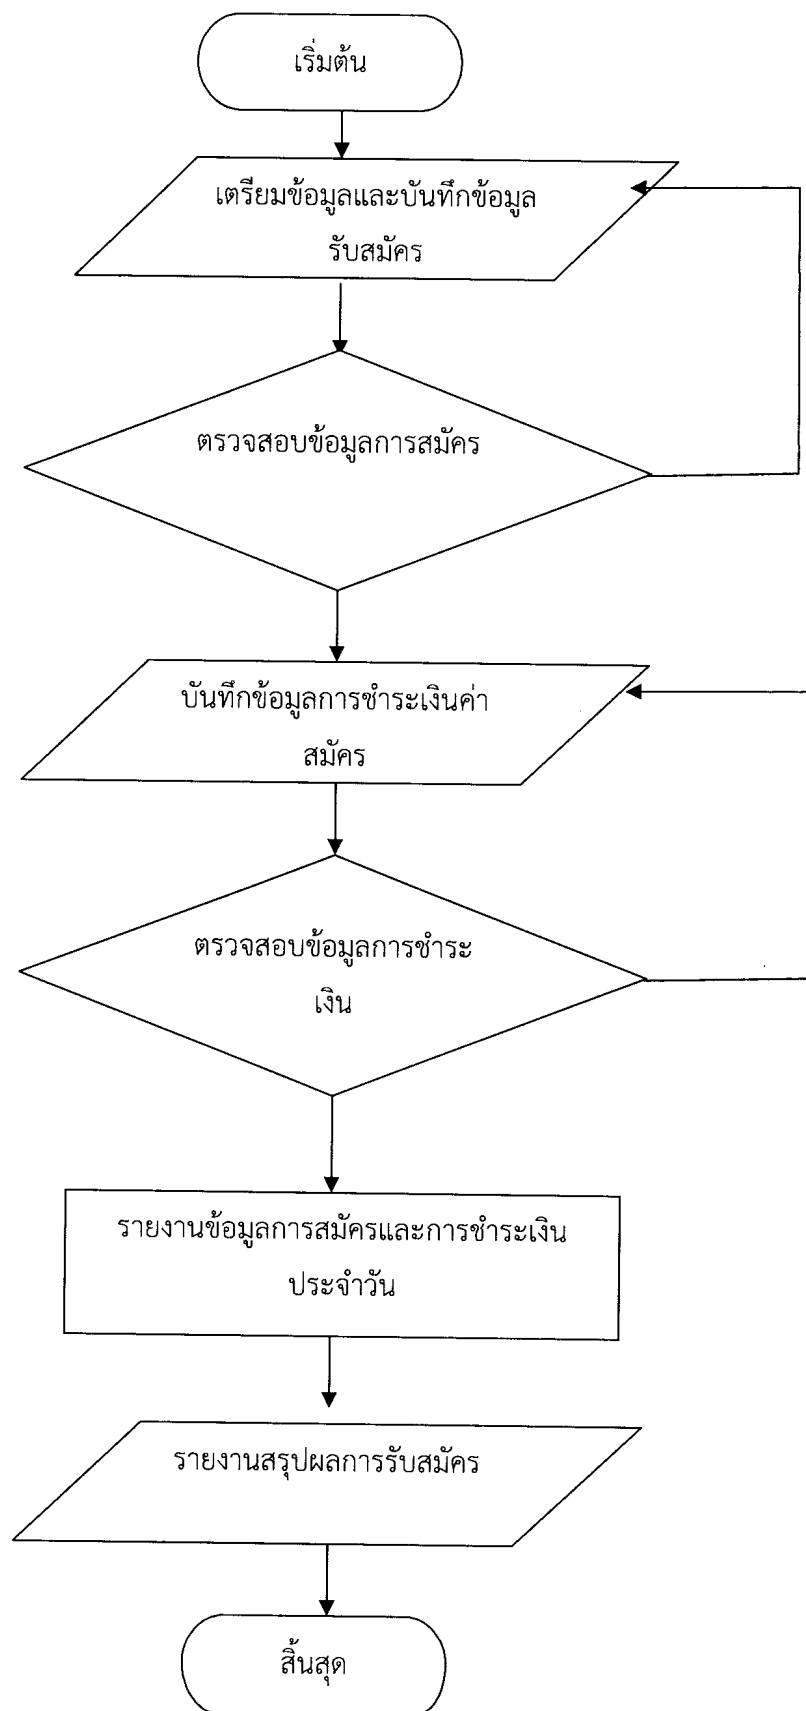 เริ่มต้น
เตรียมข้อมูลและบันทึกข้อมูล
รับสมัคร
ตรวจสอบข้อมูลการสมัคร
บันทึกข้อมูลการชำระเงินค่า
สมัคร
ตรวจสอบข้อมูลการชำระ
เงิน
รายงานข้อมูลการสมัครและการชำระเงิน
ประจำวัน
รายงานสรุปผลการรับสมัคร
สิ้นสุด